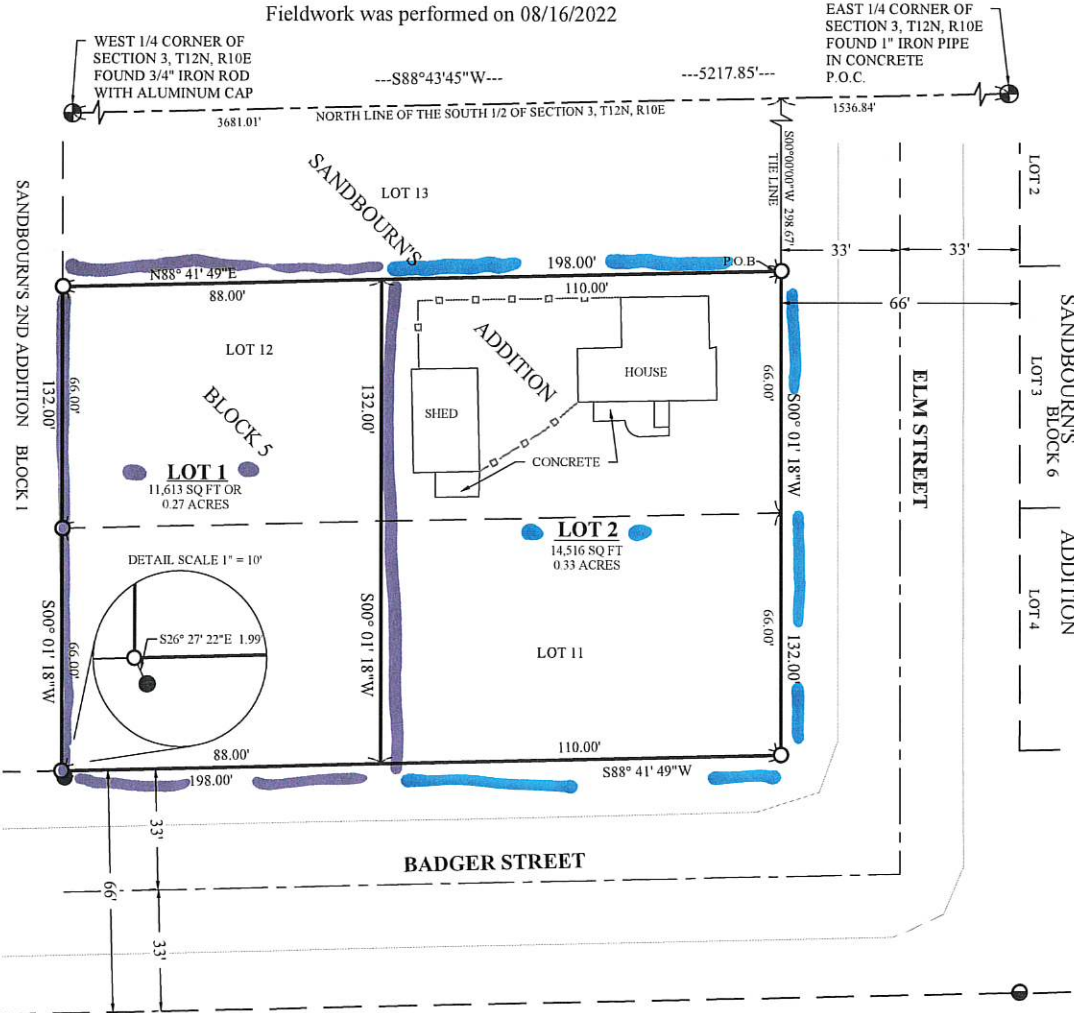 Fieldwork was performed on 08/16/2022
WEST 1/4 CORNER OF
SECTION 3, T12N, R10E
FOUND 3/4" IRON ROD
WITH ALUMINUM CAP
EAST 1/4 CORNER OF
SECTION 3, T12N, R10E
FOUND 1" IRON PIPE
IN CONCRETE
P.O.C.
---S88°43'45"W---
---5217.85'---
3681.01'
NORTH LINE OF THE SOUTH 1/2 OF SECTION 3, T12N, R10E
1536.84'
S00°00'00"W 298.67'
TIE LINE
LOT 13
SANDBOURN'S
ADDITION
BLOCK 5
N88° 41' 49"E
198.00'
P.O.B
88.00'
110.00'
33'
33'
66'
LOT 2
SANDBOURN'S
BLOCK 6
LOT 3
ADDITION
LOT 4
SANDBOURN'S 2ND ADDITION BLOCK 1
LOT 12
66.00'
132.00'
132.00'
SHED
HOUSE
CONCRETE
66.00'
S00° 01' 18"W
ELM STREET
LOT 1
11,613 SQ FT OR
0.27 ACRES
LOT 2
14,516 SQ FT
0.33 ACRES
DETAIL SCALE 1" = 10'
S26° 27' 22"E 1.99'
S00° 01' 18"W
66.00'
S00° 01' 18"W
LOT 11
66.00'
132.00'
88.00'
110.00'
198.00'
S88° 41' 49"W
33'
66'
33'
BADGER STREET